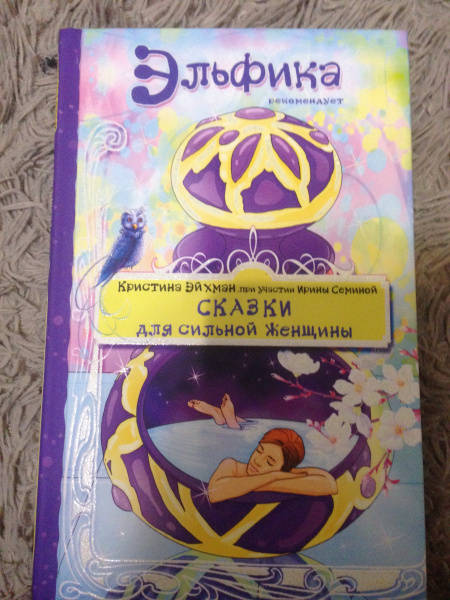 Эльфика
рекомендует
Кристина Эйхман при участии Ирины Семиной
СКАЗКИ
для сильной женщины